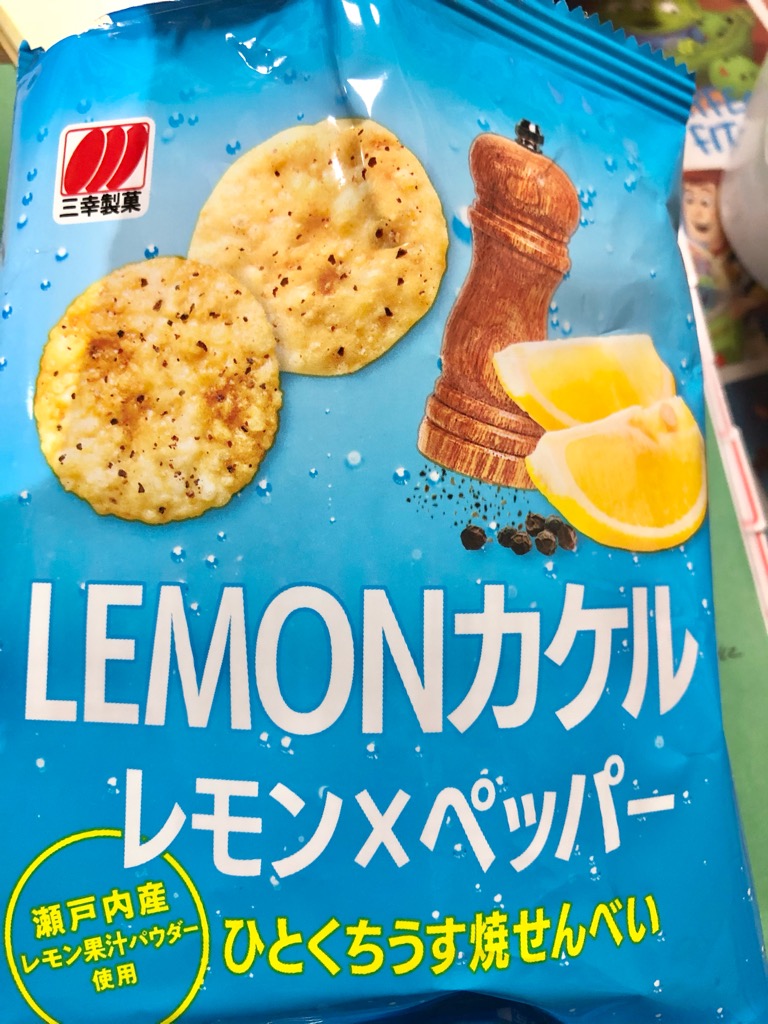 三幸製菓
LEMONカケル
レモン×ペッパー
瀬戸内産
レモン果汁パウダー
使用
ひとくちうす焼せんべい